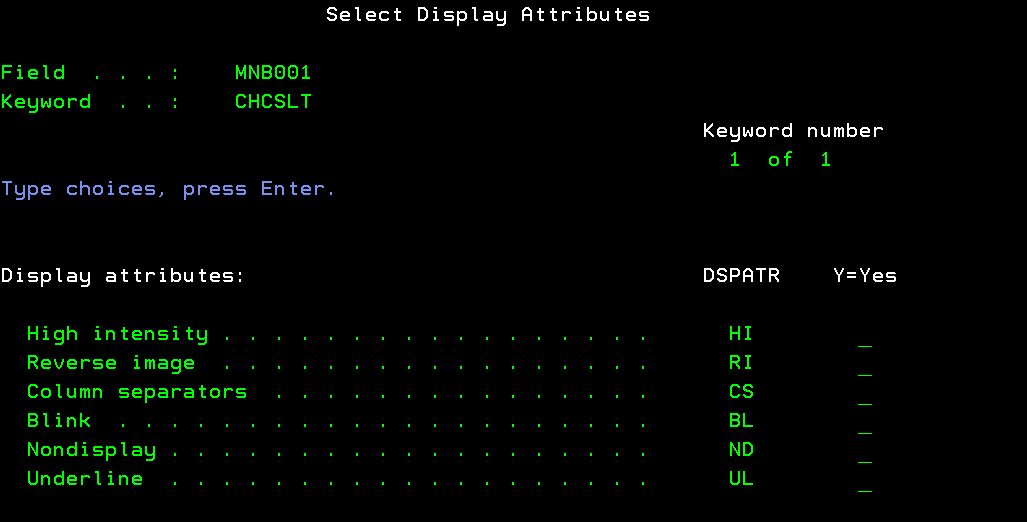 Select Display Attributes
Field . . . : MNB001
Keyword . . : CHCSLT
Keyword number
1 of 1
Type choices, press Enter.
Display attributes: DSPATR Y=Yes
High intensity . . . . . . . . . . . . . . . . . HI _
Reverse image . . . . . . . . . . . . . . . . . RI _
Column separators . . . . . . . . . . . . . . . CS _
Blink . . . . . . . . . . . . . . . . . . . . . BL _
Nondisplay . . . . . . . . . . . . . . . . . . . ND _
Underline . . . . . . . . . . . . . . . . . . . UL _